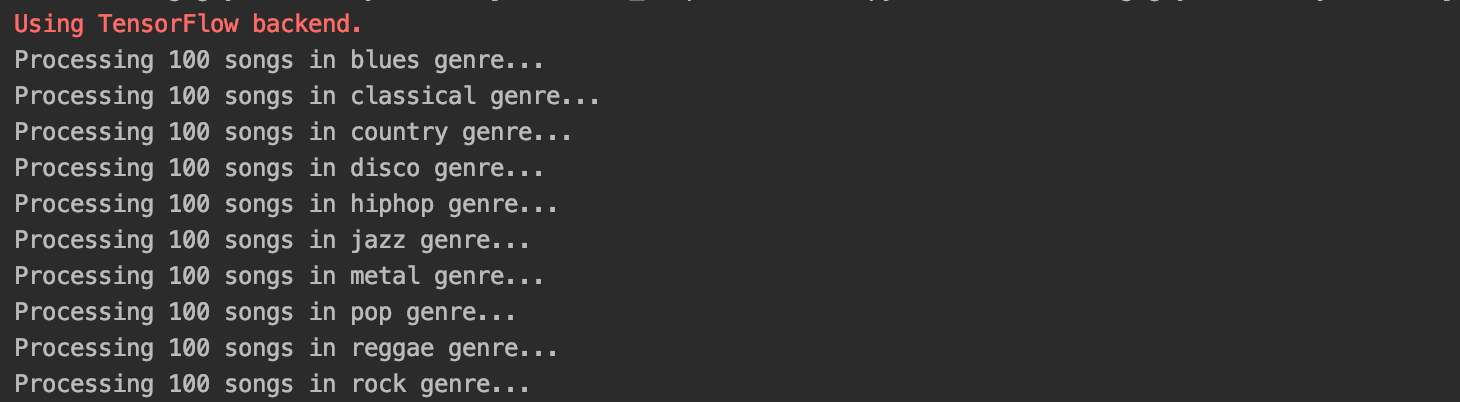 Using TensorFlow backend.
Processing 100 songs in blues genre...
Processing 100 songs in classical genre...
Processing 100 songs in country genre...
Processing 100 songs in disco genre...
Processing 100 songs in hiphop genre...
Processing 100 songs in jazz genre...
Processing 100 songs in metal genre...
Processing 100 songs in pop genre...
Processing 100 songs in reggae genre...
Processing 100 songs in rock genre...